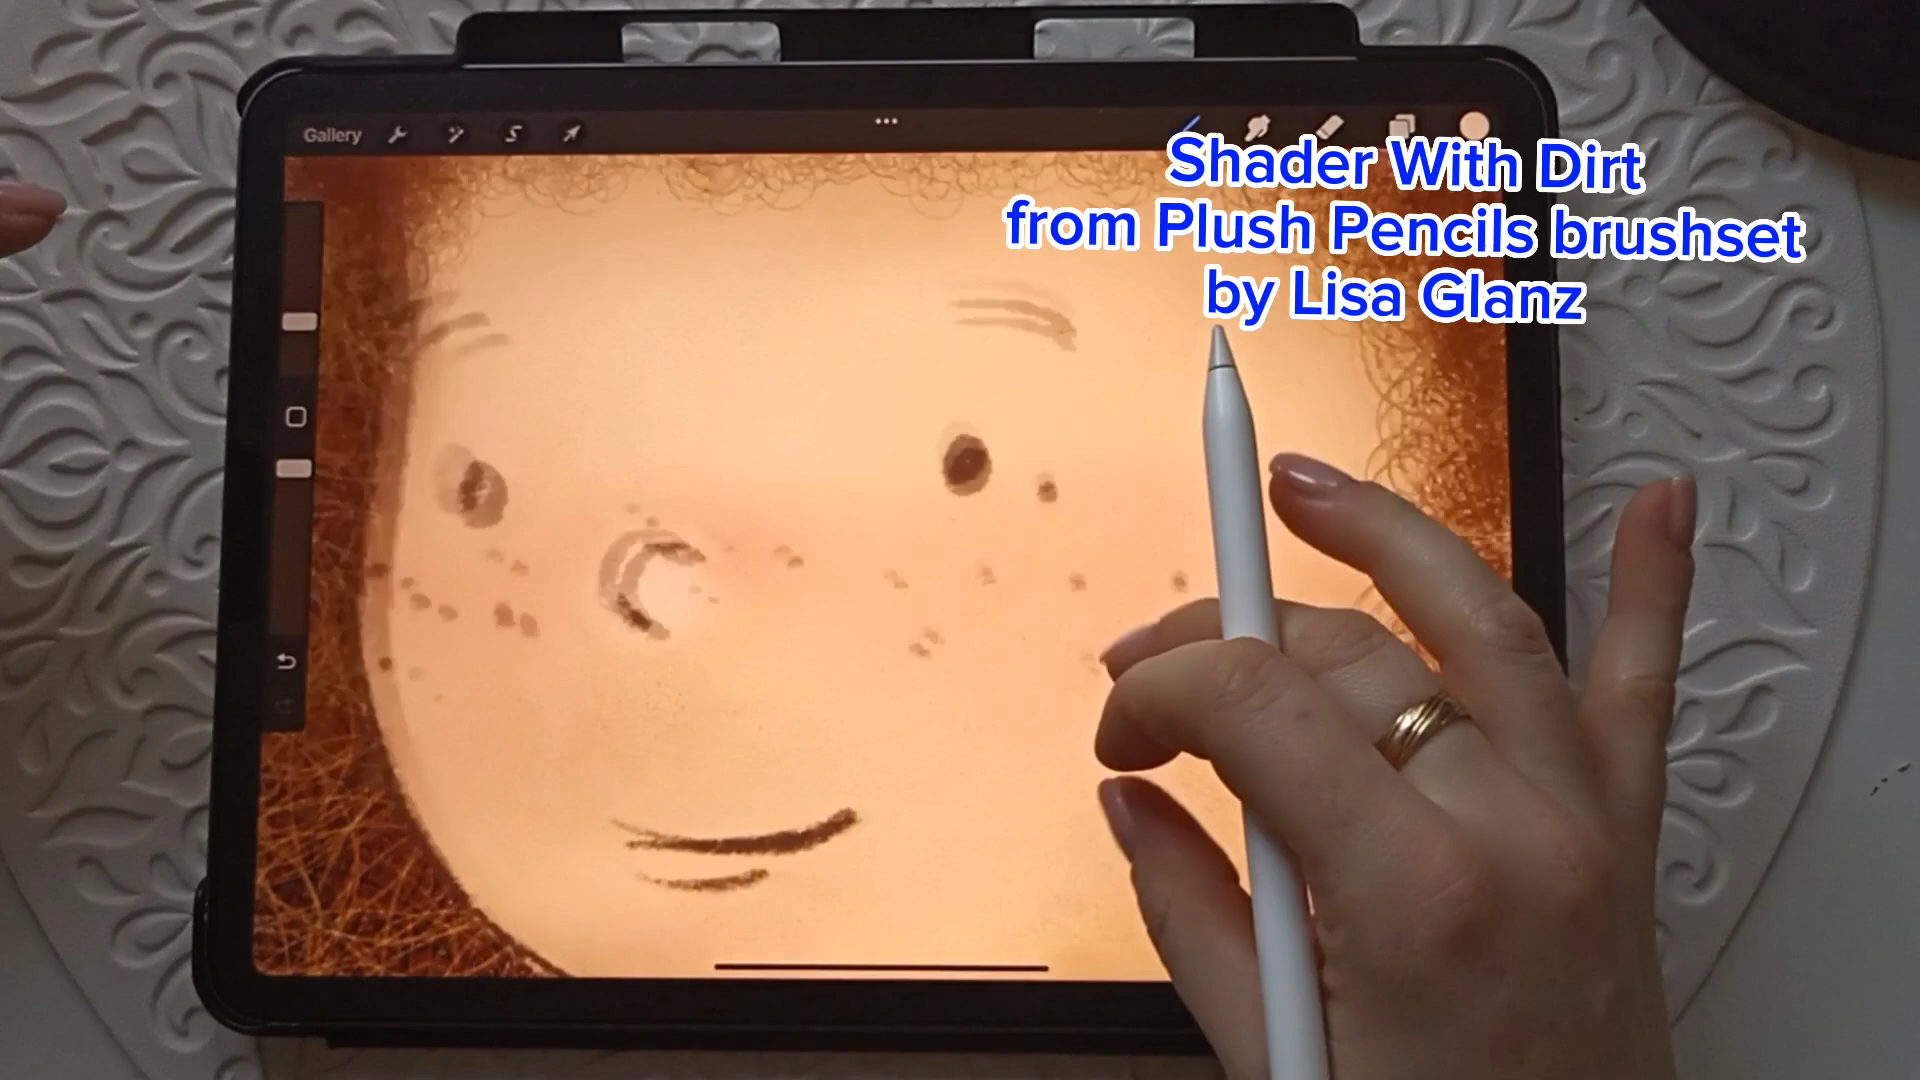 Gallery
Shader With Dirt
from Plush Pencils brushset
by Lisa Glanz